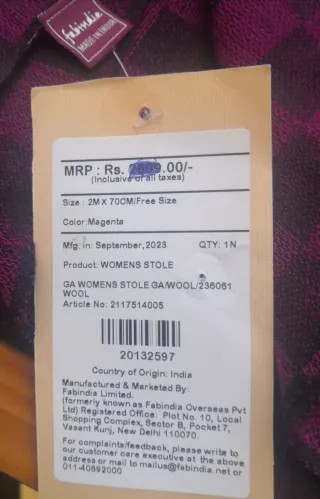 fabindia
MADE IN INDIA
MRP : Rs. 2999.00/-
(Inclusive of all taxes)
Size : 2M X 70CM/Free Size
Color:Magenta
Mfg. in: September,2023 QTY: 1N
Product: WOMENS STOLE
GA WOMENS STOLE GA/WOOL/236061
WOOL
Article No: 2117514005
20132597
Country of Origin: India
Manufactured & Marketed By:
Fabindia Limited.
(formerly known as Fabindia Overseas Pvt
Ltd) Registered Office: Plot No. 10, Local
Shopping Complex, Sector B, Pocket 7,
Vasant Kunj, New Delhi 110070.
For complaints/feedback, please write to
our customer care executive at the above
address or mail to mailus@fabindia.net or
011-40692000